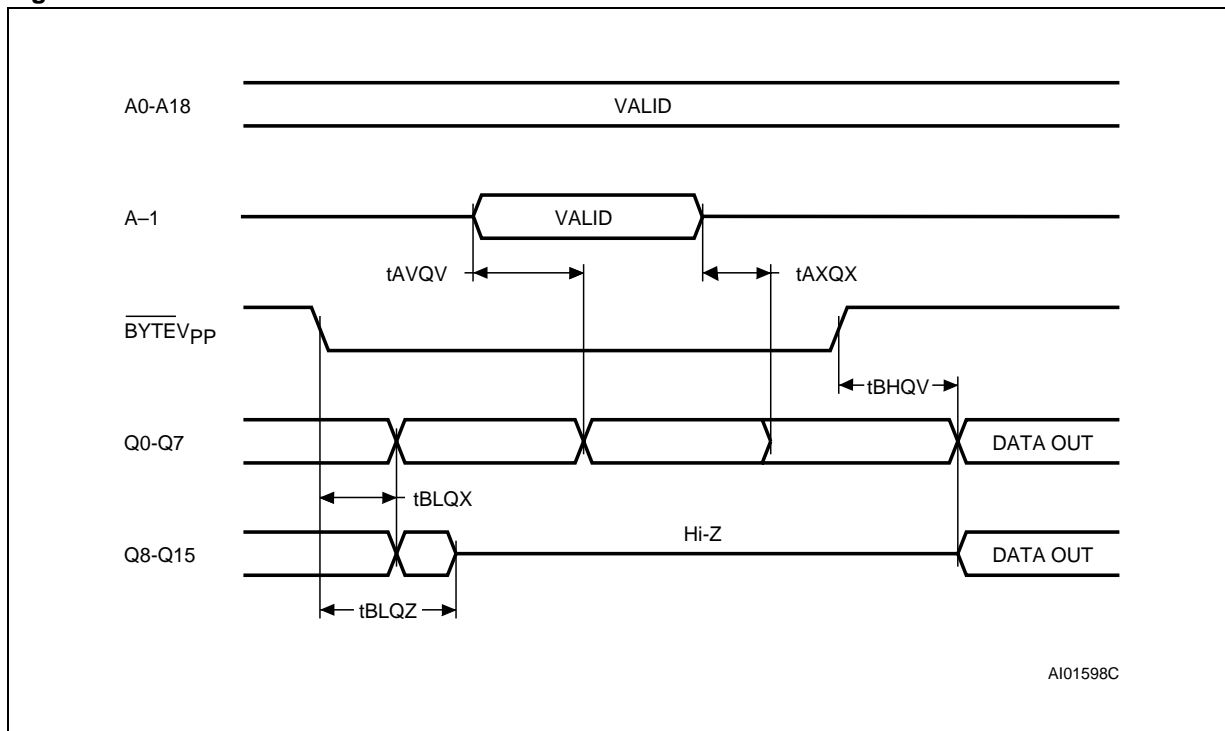 A0-A18
VALID
A–1
VALID
tAVQV
tAXQX
BYTEVPP
tBHQV
Q0-Q7
DATA OUT
tBLQX
Hi-Z
Q8-Q15
DATA OUT
tBLQZ
AI01598C